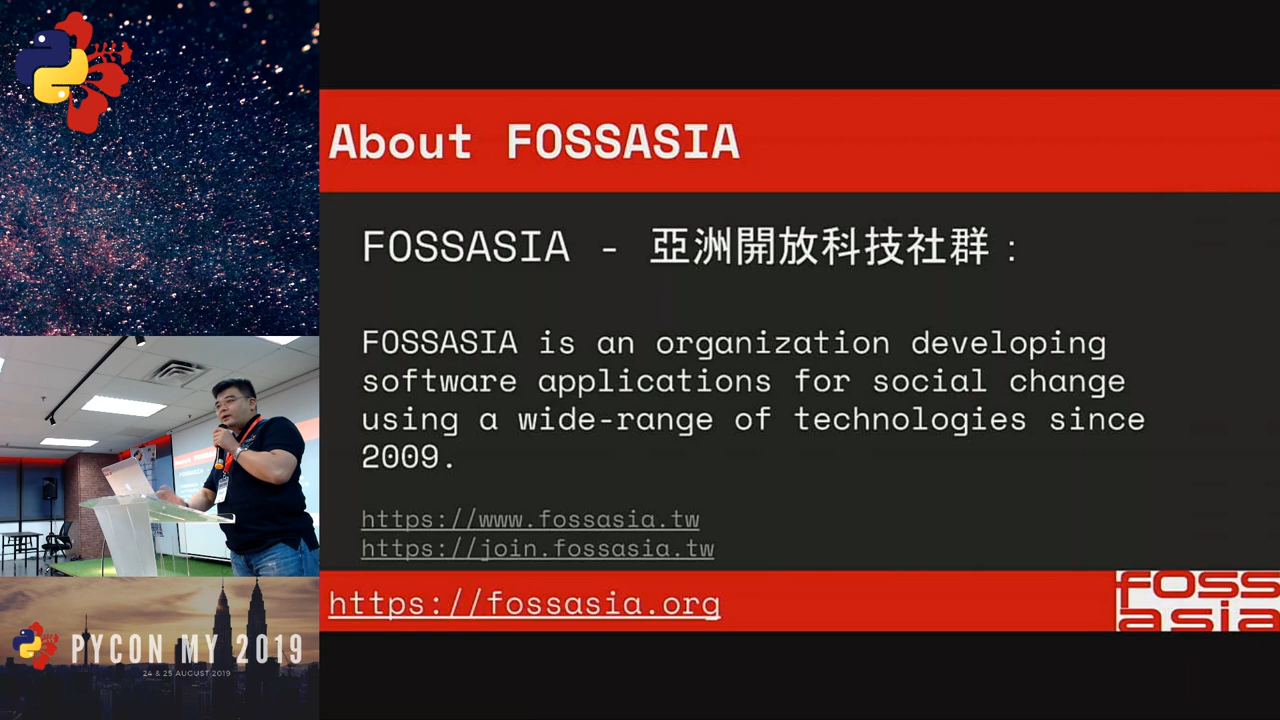 About FOSSASIA
FOSSASIA - 亞洲開放科技社群：
FOSSASIA is an organization developing
software applications for social change
using a wide-range of technologies since
2009.
https://www.fossasia.tw
https://join.fossasia.tw
https://fossasia.org
FOSS
asia
PYCON MY 2019
24 & 25 AUGUST 2019